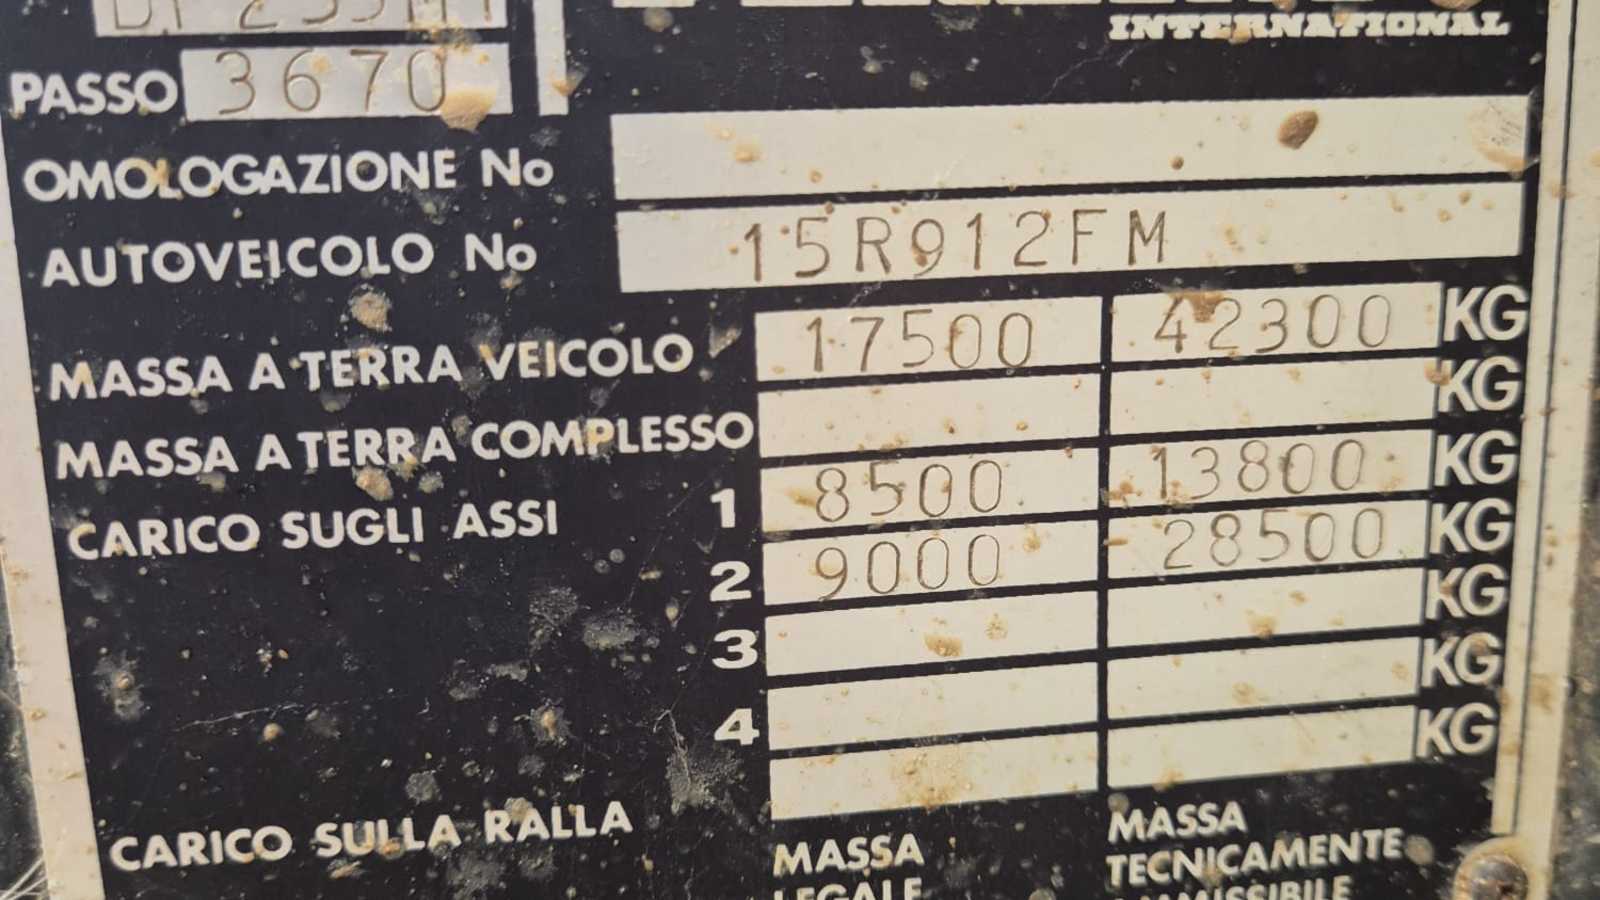 PASSO 3670
INTERNATIONAL
OMOLOGAZIONE No
AUTOVEICOLO No 15R912FM
MASSA A TERRA VEICOLO 17500 42300 KG
MASSA A TERRA COMPLESSO KG
CARICO SUGLI ASSI 1 8500 13800 KG
2 9000 28500 KG
3 KG
4 KG
CARICO SULLA RALLA KG
MASSA LEGALE
MASSA TECNICAMENTE AMMISSIBILE